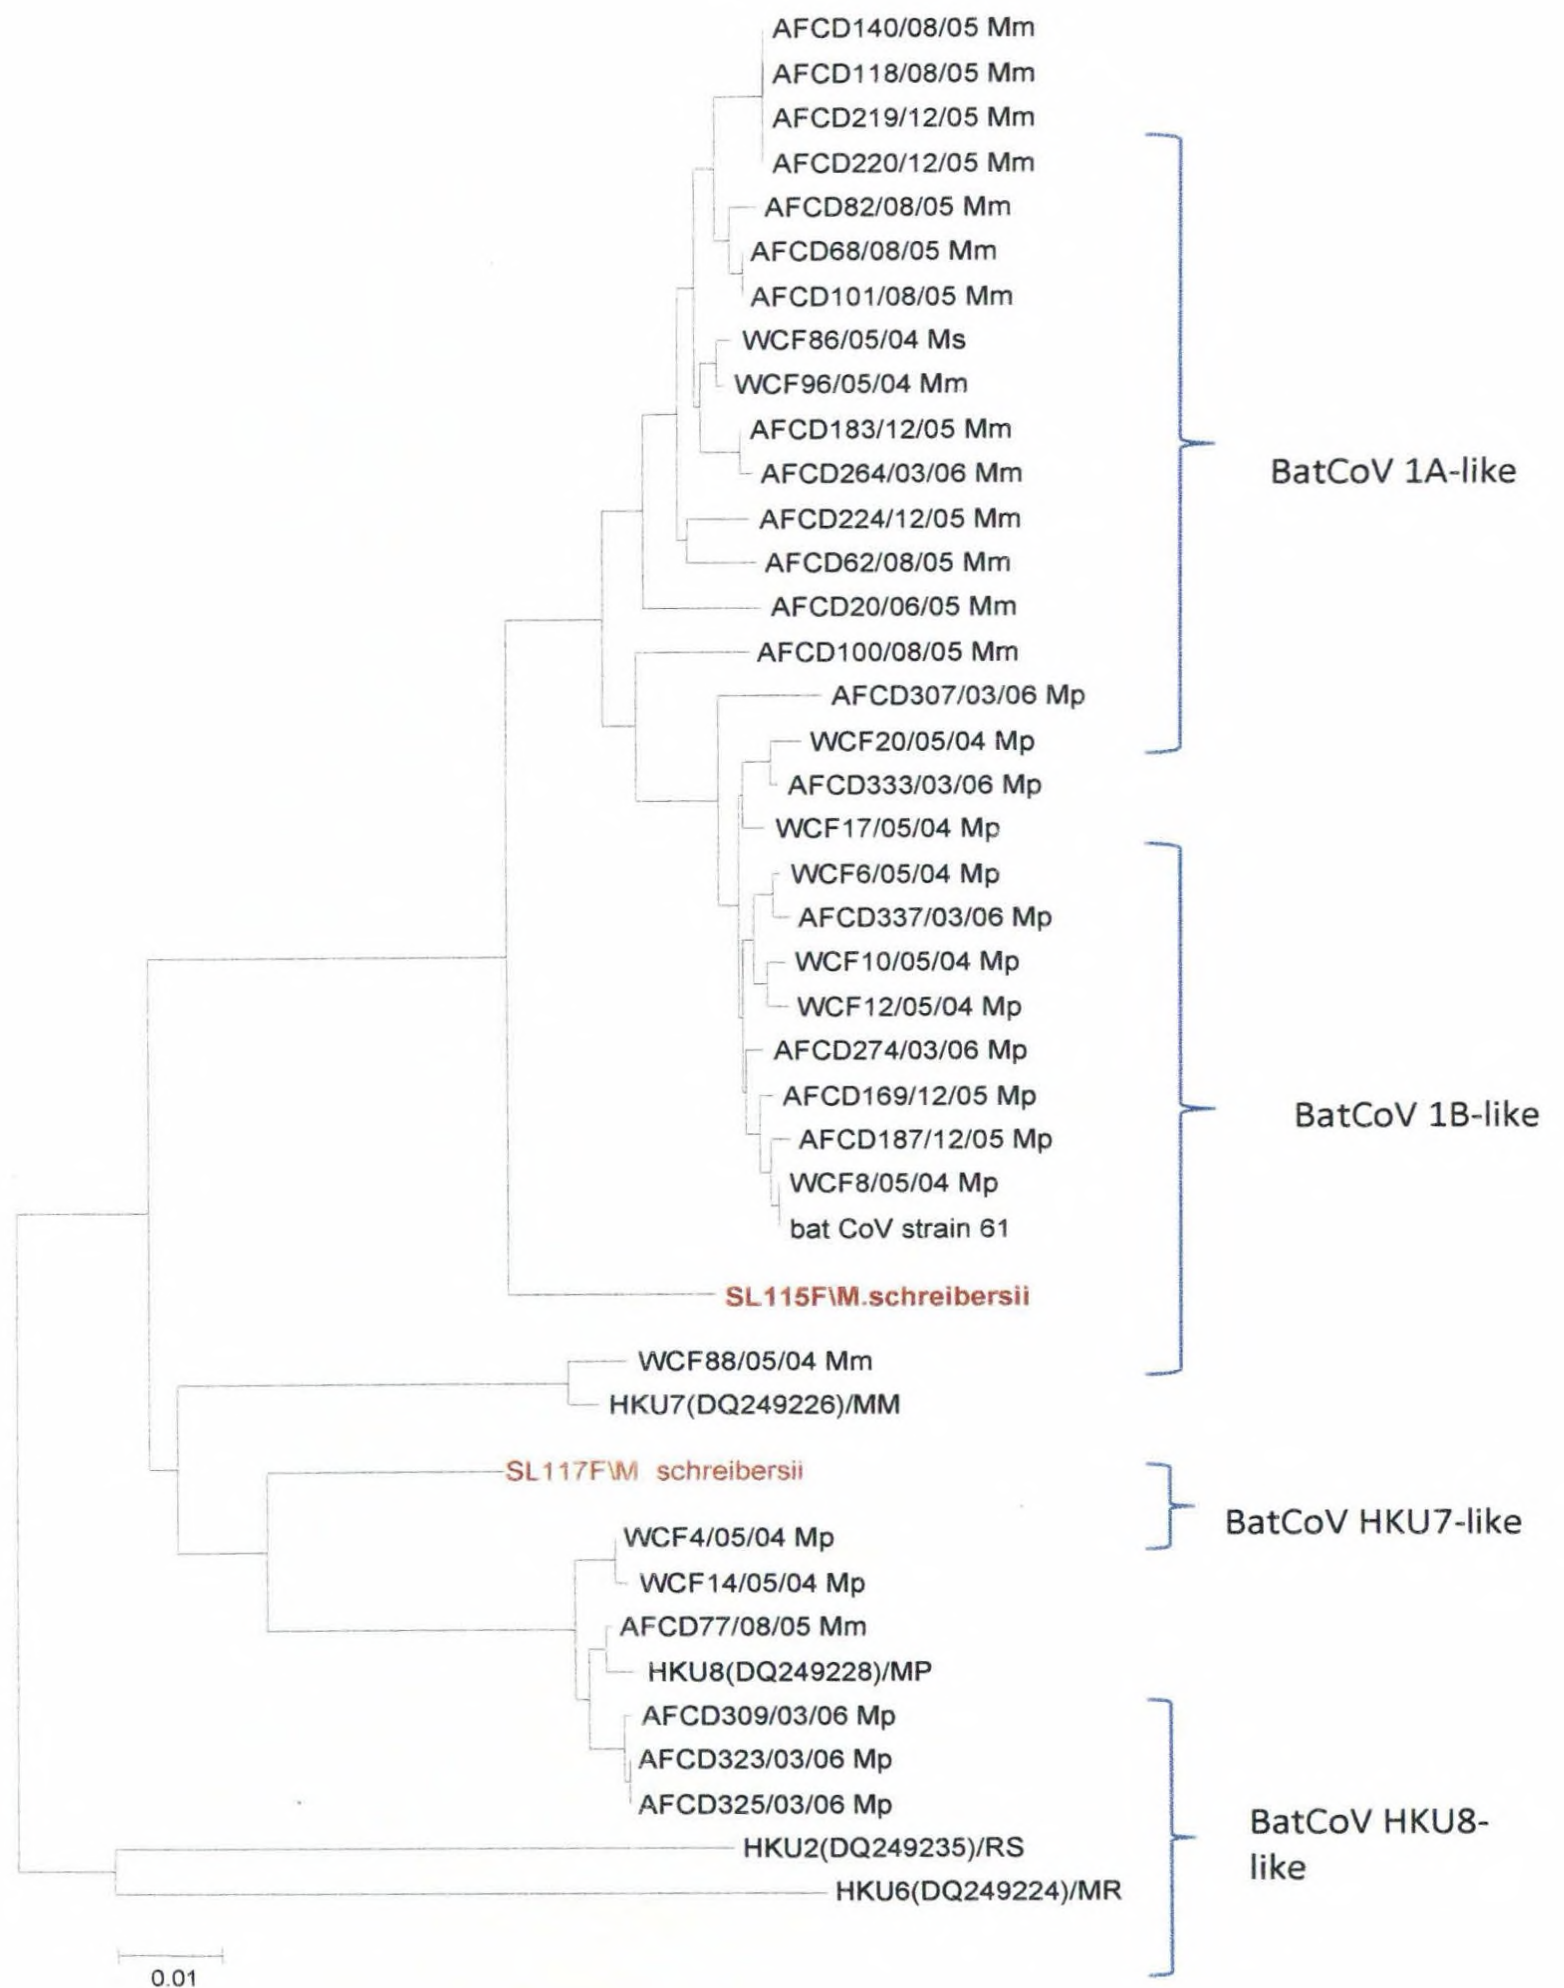 AFCD140/08/05 Mm
AFCD118/08/05 Mm
AFCD219/12/05 Mm
AFCD220/12/05 Mm
AFCD82/08/05 Mm
AFCD68/08/05 Mm
AFCD101/08/05 Mm
WCF86/05/04 Ms
WCF96/05/04 Mm
AFCD183/12/05 Mm
AFCD264/03/06 Mm
BatCoV 1A-like
AFCD224/12/05 Mm
AFCD62/08/05 Mm
AFCD20/06/05 Mm
AFCD100/08/05 Mm
AFCD307/03/06 Mp
WCF20/05/04 Mp
AFCD333/03/06 Mp
WCF17/05/04 Mp
WCF6/05/04 Mp
AFCD337/03/06 Mp
WCF10/05/04 Mp
WCF12/05/04 Mp
AFCD274/03/06 Mp
AFCD169/12/05 Mp
BatCoV 1B-like
AFCD187/12/05 Mp
WCF8/05/04 Mp
bat CoV strain 61
SL115F\M.schreibersii
WCF88/05/04 Mm
HKU7(DQ249226)/MM
SL117F\M schreibersii
BatCoV HKU7-like
WCF4/05/04 Mp
WCF14/05/04 Mp
AFCD77/08/05 Mm
HKU8(DQ249228)/MP
AFCD309/03/06 Mp
AFCD323/03/06 Mp
AFCD325/03/06 Mp
BatCoV HKU8-
like
HKU2(DQ249235)/RS
HKU6(DQ249224)/MR
0.01